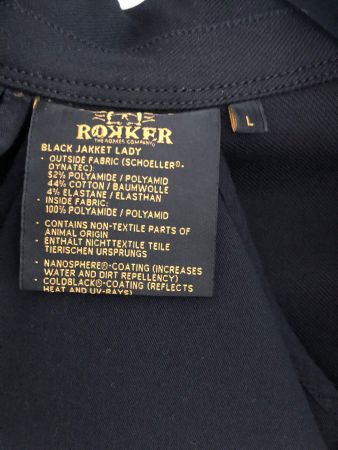 ROKKER
THE ROKKER COMPANY
L
BLACK JAKKET LADY
- OUTSIDE FABRIC (SCHOELLER®-
DYNATEC):
52% POLYAMIDE / POLYAMID
44% COTTON / BAUMWOLLE
4% ELASTANE / ELASTHAN
- INSIDE FABRIC:
100% POLYAMIDE / POLYAMID
- CONTAINS NON-TEXTILE PARTS OF
ANIMAL ORIGIN
- ENTHÄLT NICHTTEXTILE TEILE
TIERISCHEN URSPRUNGS
- NANOSPHERE®-COATING (INCREASES
WATER AND DIRT REPELLENCY)
- COLDBLACK®-COATING (REFLECTS
HEAT AND UV-RAYS)